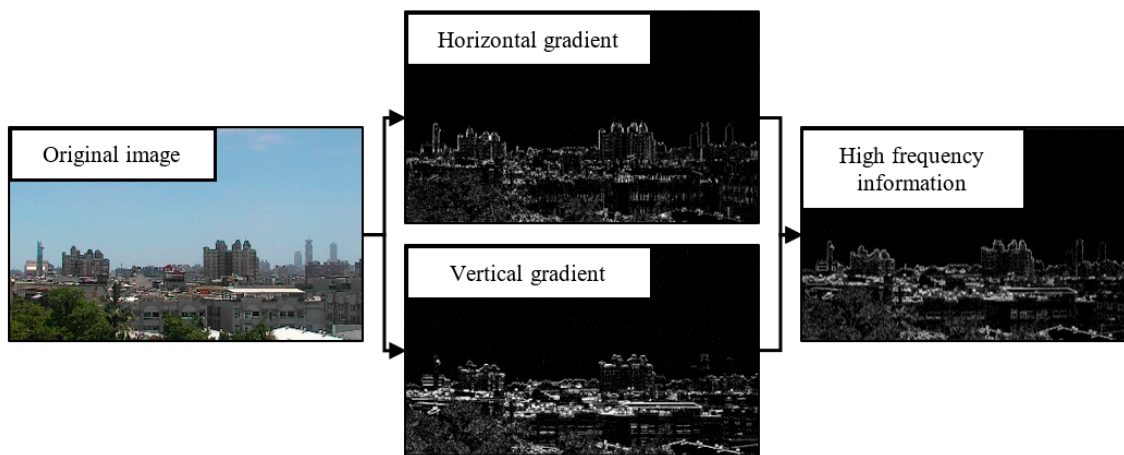 Original image
Horizontal gradient
Vertical gradient
High frequency
information